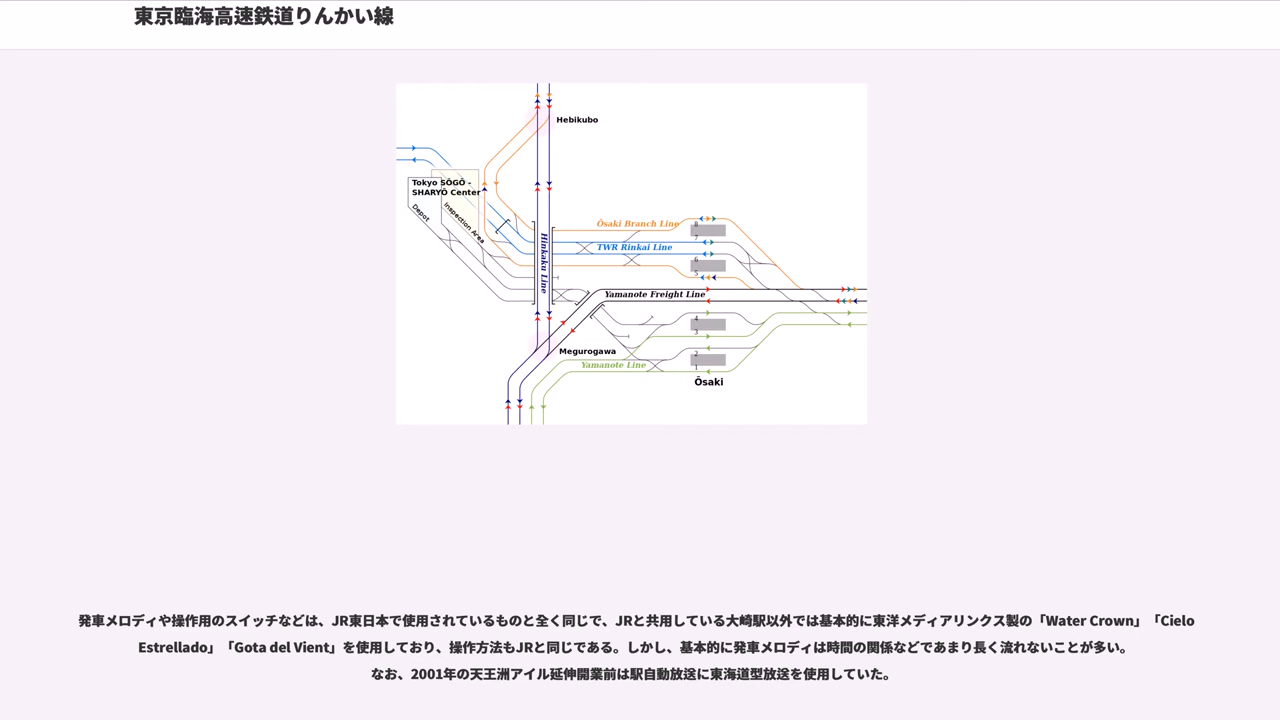 東京臨海高速鉄道りんかい線
Hebikubo
Tokyo SŌGŌ -
SHARYŌ Center
Depot
Inspection Area
Hinkaku Line
Ōsaki Branch Line
8
7
TWR Rinkai Line
6
5
Yamanote Freight Line
4
3
Megurogawa
2
Yamanote Line
1
Ōsaki
発車メロディや操作用のスイッチなどは、JR東日本で使用されているものと全く同じで、JRと共用している大崎駅以外では基本的に東洋メディアリンクス製の「Water Crown」「Cielo
Estrellado」「Gota del Vient」を使用しており、操作方法もJRと同じである。しかし、基本的に発車メロディは時間の関係などであまり長く流れないことが多い。
なお、2001年の天王洲アイル延伸開業前は駅自動放送に東海道型放送を使用していた。